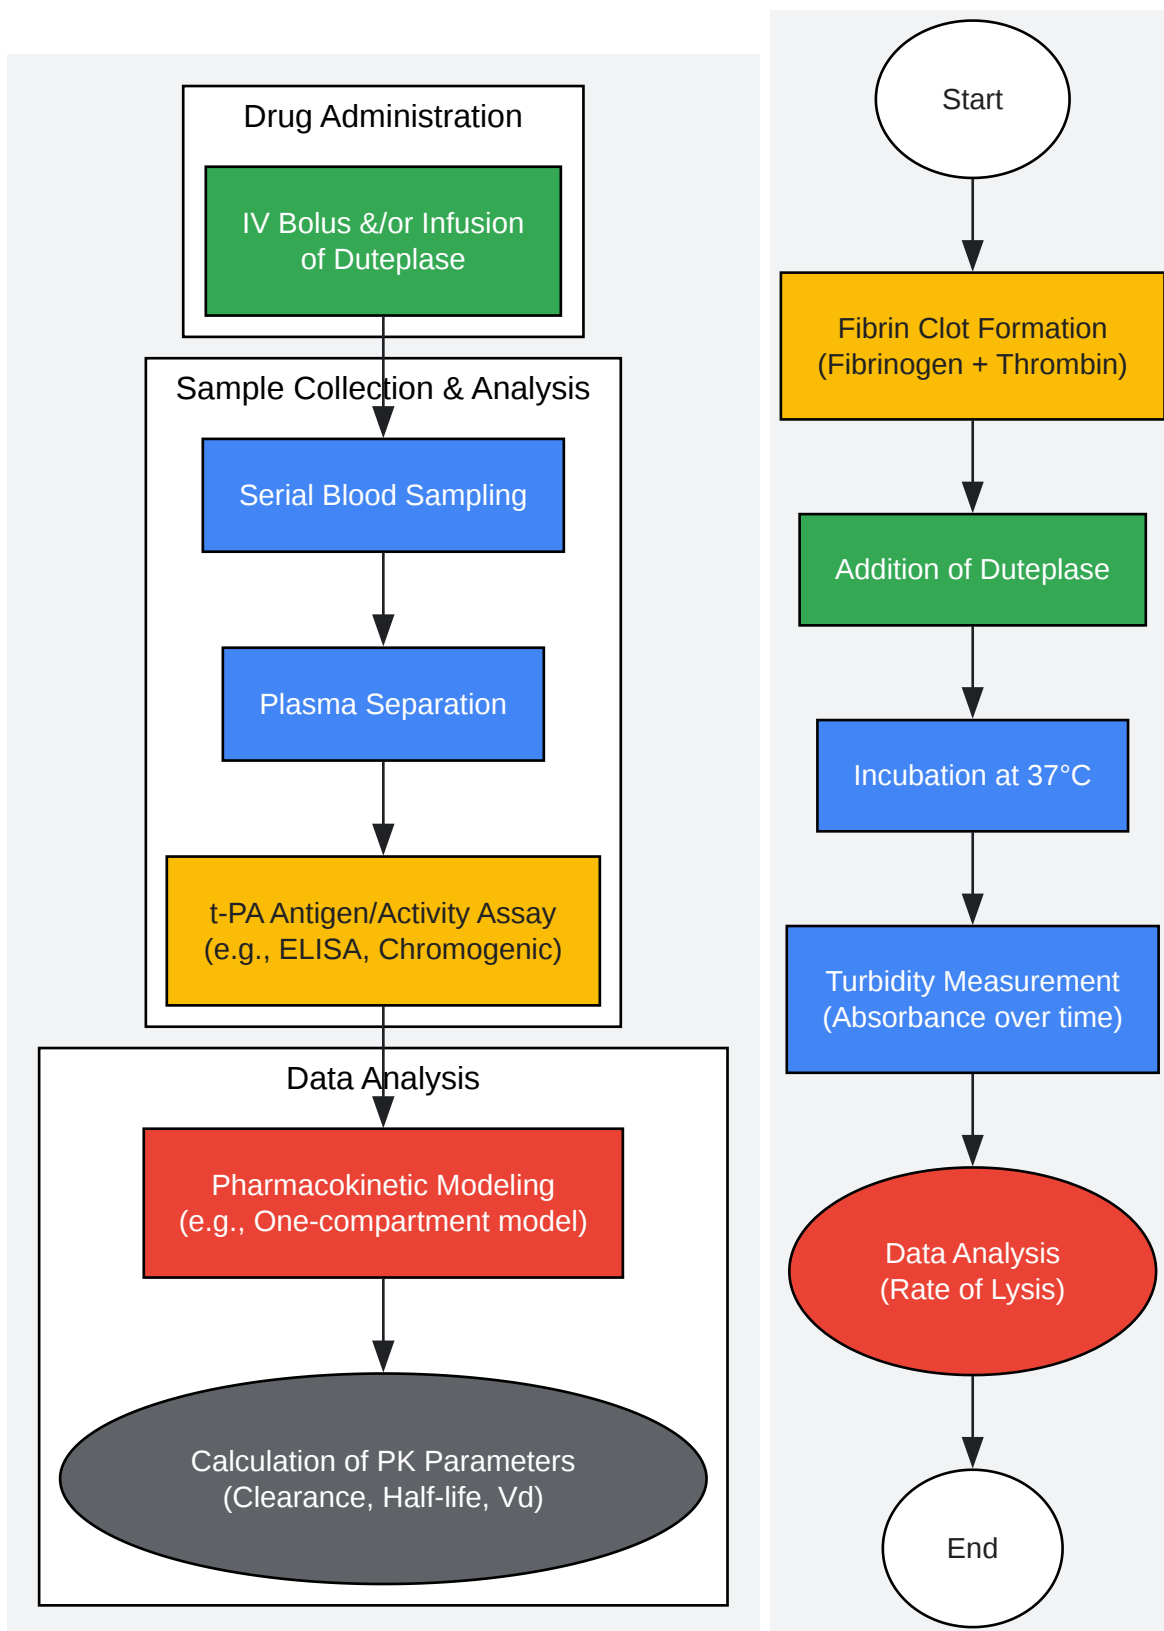 Drug Administration
IV Bolus &/or Infusion
of Duteplase
Sample Collection & Analysis
Serial Blood Sampling
Plasma Separation
t-PA Antigen/Activity Assay
(e.g., ELISA, Chromogenic)
Data Analysis
Pharmacokinetic Modeling
(e.g., One-compartment model)
Calculation of PK Parameters
(Clearance, Half-life, Vd)
Start
Fibrin Clot Formation
(Fibrinogen + Thrombin)
Addition of Duteplase
Incubation at 37°C
Turbidity Measurement
(Absorbance over time)
Data Analysis
(Rate of Lysis)
End